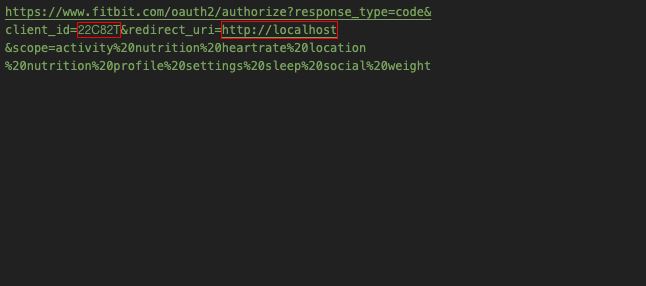 https://www.fitbit.com/oauth2/authorize?response_type=code&
client_id=22C82T&redirect_uri=http://localhost
&scope=activity%20nutrition%20heartrate%20location
%20nutrition%20profile%20settings%20sleep%20social%20weight